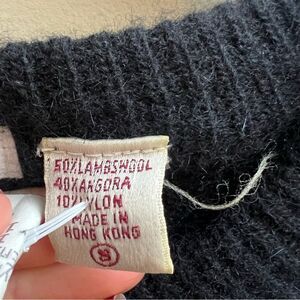 50%LAMBSWOOL
40%ANGORA
10%NYLON
MADE IN
HONG KONG
S